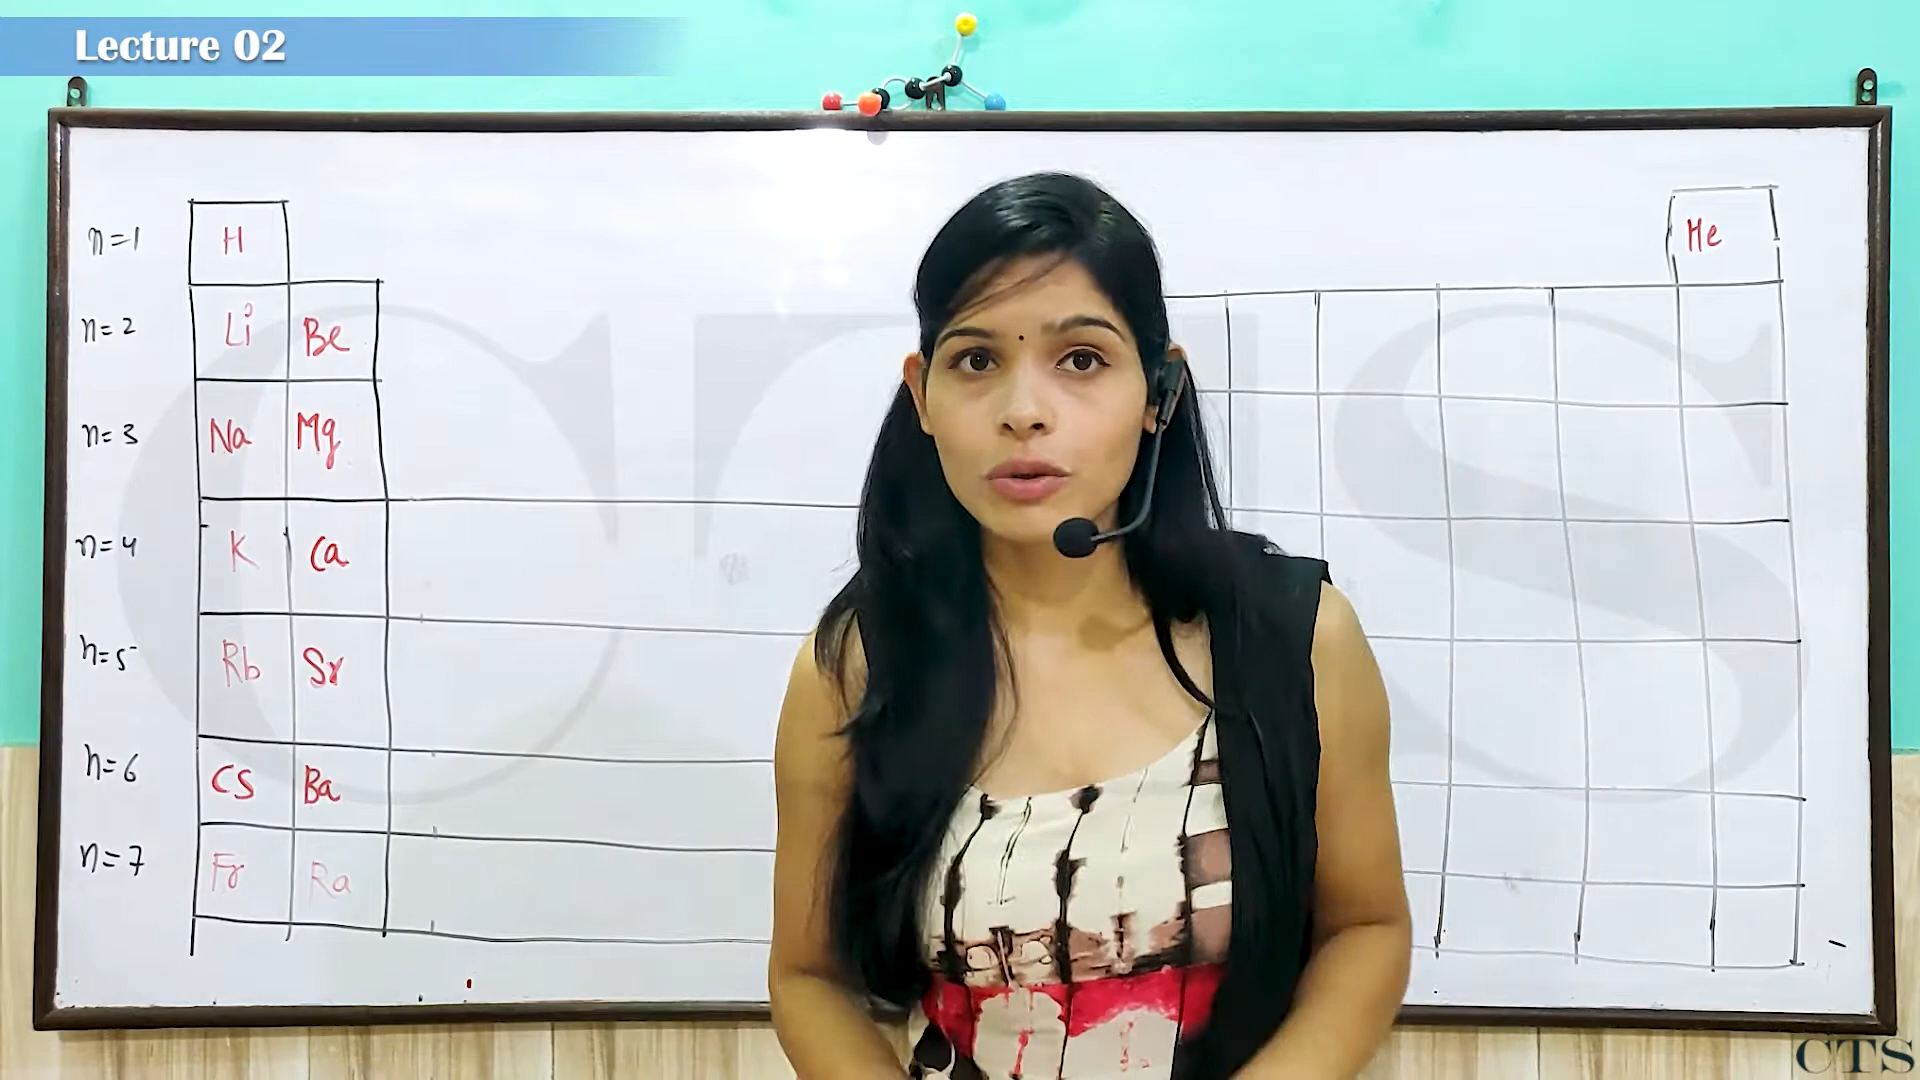 Lecture 02
n=1 H He
n=2 Li Be
n=3 Na Mg
n=4 K Ca
n=5 Rb Sr
n=6 CS Ba
n=7 Fr Ra
CTS
CTS